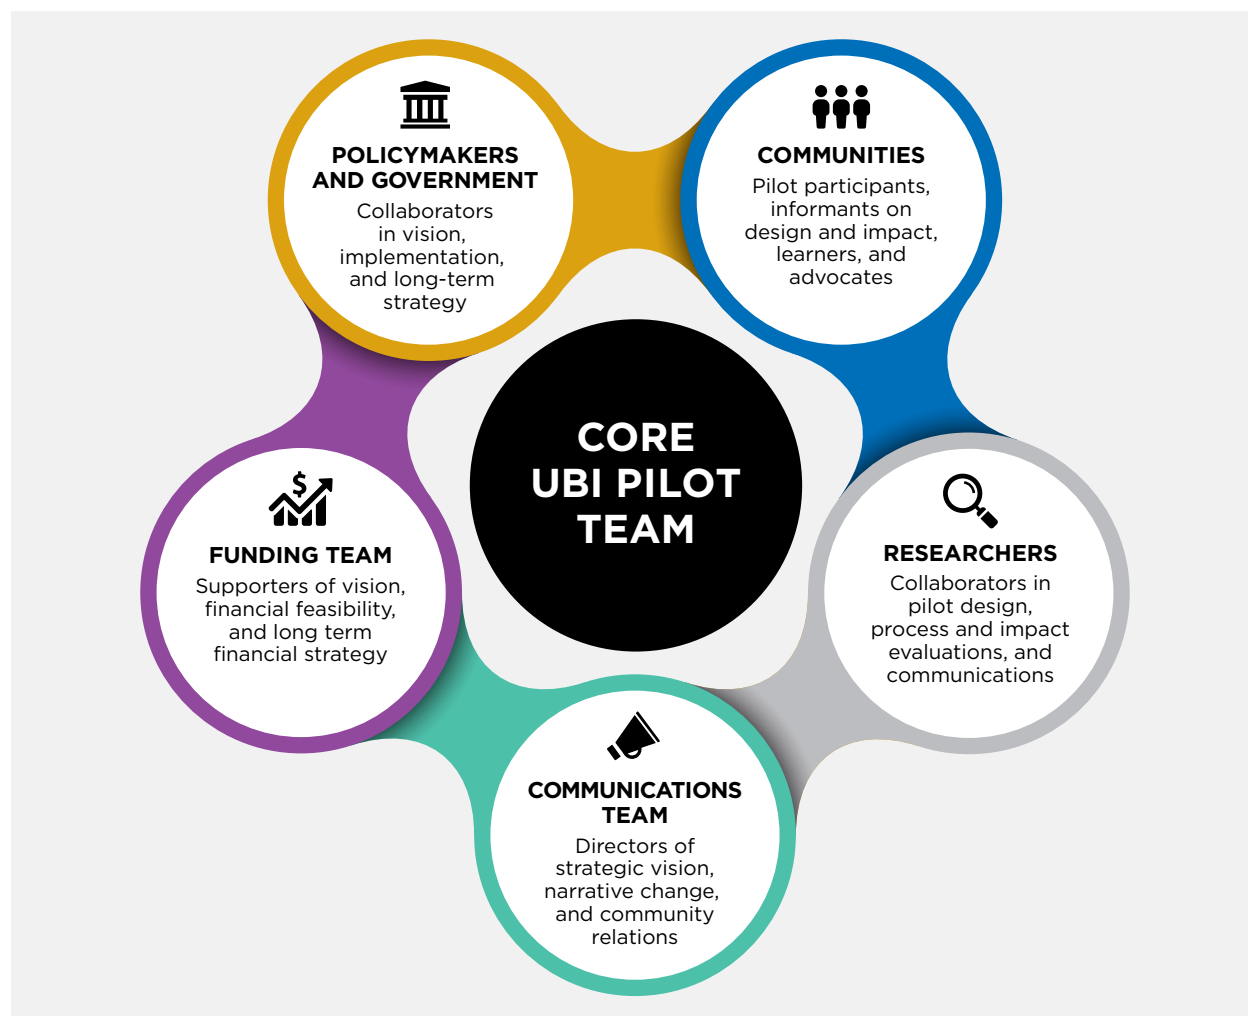 POLICYMAKERS
AND GOVERNMENT
Collaborators
in vision,
implementation,
and long-term
strategy
COMMUNITIES
Pilot participants,
informants on
design and impact,
learners, and
advocates
CORE
UBI PILOT
TEAM
$
FUNDING TEAM
Supporters of vision,
financial feasibility,
and long term
financial strategy
RESEARCHERS
Collaborators in
pilot design,
process and impact
evaluations, and
communications
COMMUNICATIONS
TEAM
Directors of
strategic vision,
narrative change,
and community
relations